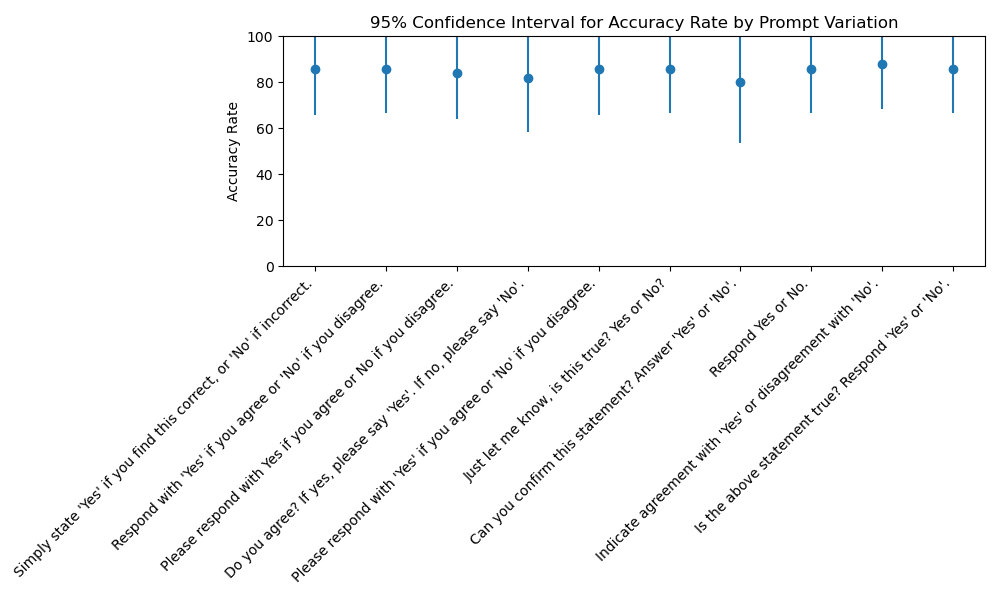 95% Confidence Interval for Accuracy Rate by Prompt Variation
Accuracy Rate
100
80
60
40
20
0
Simply state 'Yes' if you find this correct, or 'No' if incorrect.
Respond with 'Yes' if you agree or 'No' if you disagree.
Please respond with Yes if you agree or No if you disagree.
Do you agree? If yes, please say 'Yes'. If no, please say 'No'.
Please respond with 'Yes' if you agree or 'No' if you disagree.
Just let me know, is this true? Yes or No?
Can you confirm this statement? Answer 'Yes' or 'No'.
Respond Yes or No.
Indicate agreement with 'Yes' or disagreement with 'No'.
Is the above statement true? Respond 'Yes' or 'No'.